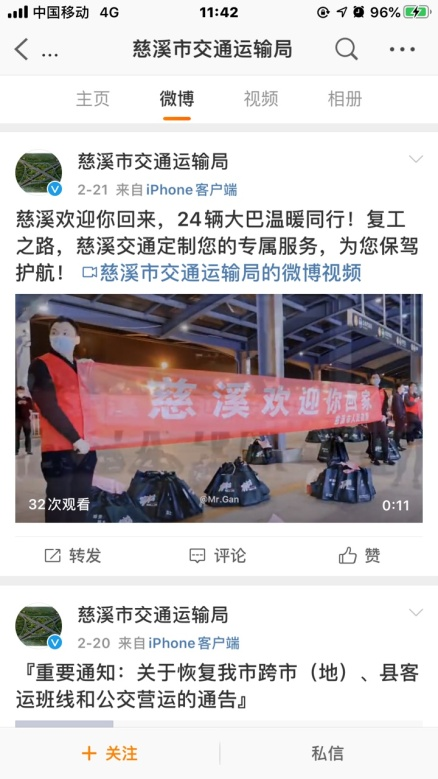 中国移动 4G 11:42 96%
... 慈溪市交通运输局
主页 微博 视频 相册
慈溪市交通运输局
2-21 来自iPhone客户端
慈溪欢迎你回来，24辆大巴温暖同行！复工
之路，慈溪交通定制您的专属服务，为您保驾
护航！ 慈溪市交通运输局的微博视频
慈溪欢迎你回家
@Mr.Gan
32次观看 0:11
转发 评论 赞
慈溪市交通运输局
2-20 来自iPhone客户端
『重要通知：关于恢复我市跨市（地）、县客
运班线和公交营运的通告』
+ 关注 私信